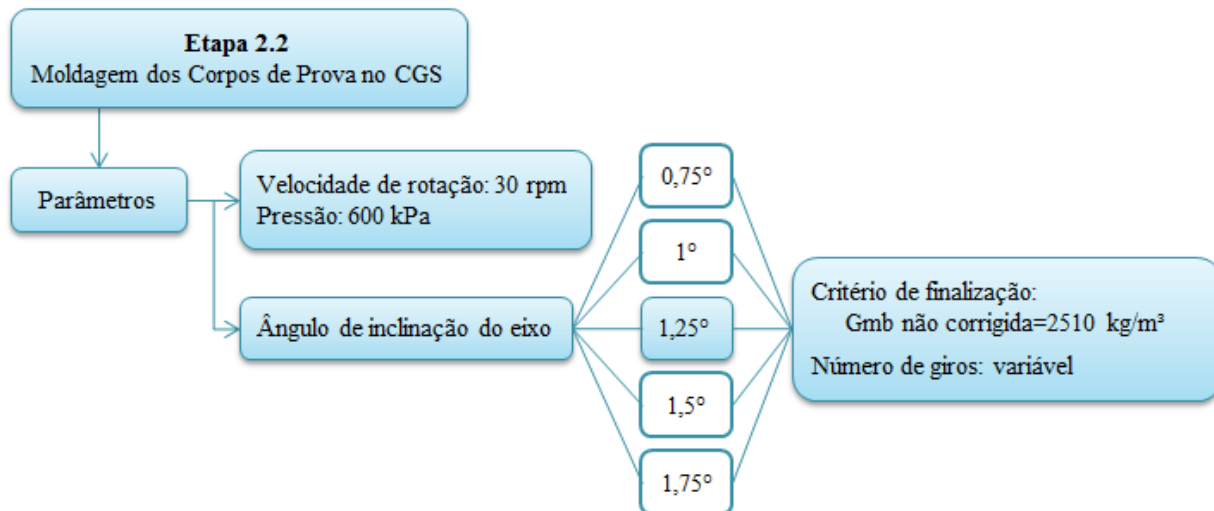 Etapa 2.2
Moldagem dos Corpos de Prova no CGS
Parâmetros
Velocidade de rotação: 30 rpm
Pressão: 600 kPa
Ângulo de inclinação do eixo
0,75°
1°
1,25°
1,5°
1,75°
Critério de finalização:
Gmb não corrigida=2510 kg/m³
Número de giros: variável